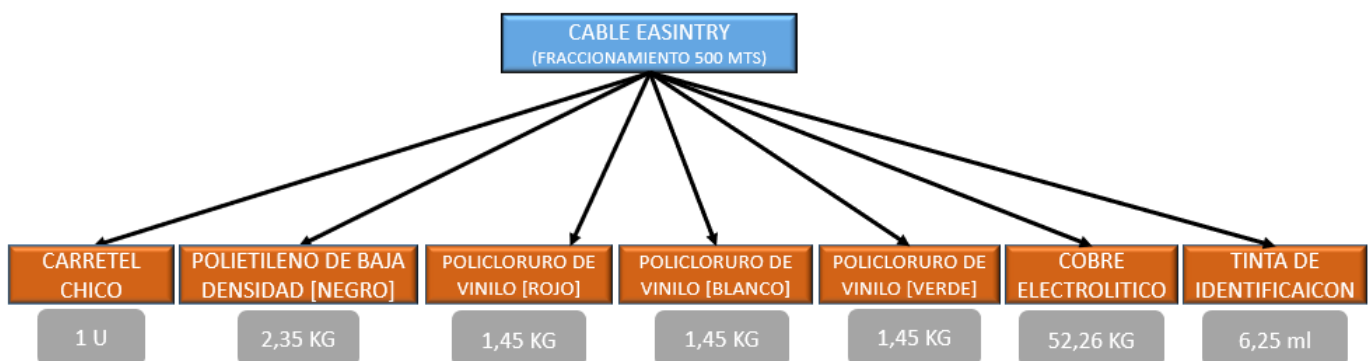 CABLE EASINTRY
(FRACCIONAMIENTO 500 MTS)
CARRETEL
CHICO
POLIETILENO DE BAJA
DENSIDAD [NEGRO]
POLICLORURO DE
VINILO [ROJO]
POLICLORURO DE
VINILO [BLANCO]
POLICLORURO DE
VINILO [VERDE]
COBRE
ELECTROLITICO
TINTA DE
IDENTIFICAICON
1 U
2,35 KG
1,45 KG
1,45 KG
1,45 KG
52,26 KG
6,25 ml